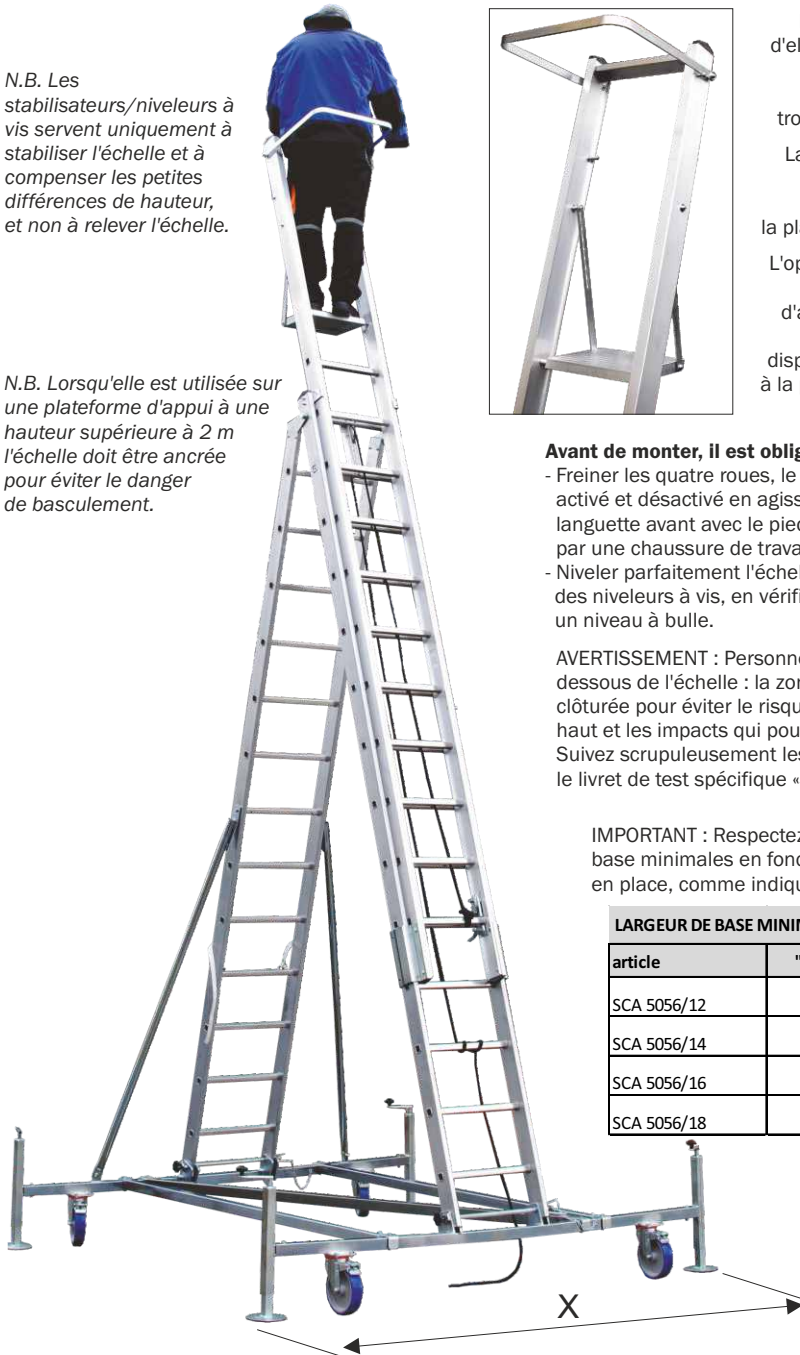 N.B. Les
stabilisateurs/niveleurs à
vis servent uniquement à
stabiliser l'échelle et à
compenser les petites
différences de hauteur,
et non à relever l'échelle.
N.B. Lorsqu'elle est utilisée sur
une plateforme d'appui à une
hauteur supérieure à 2 m
l'échelle doit être ancrée
pour éviter le danger
de basculement.
d'el
tro
La
la pla
L'op
d'a
disp
à la
Avant de monter, il est oblig
- Freiner les quatre roues, le
activé et désactivé en agiss
languette avant avec le pied
par une chaussure de trava
- Niveler parfaitement l'échel
des niveleurs à vis, en vérifi
un niveau à bulle.
AVERTISSEMENT : Personne
dessous de l'échelle : la zon
clôturée pour éviter le risqu
haut et les impacts qui pou
Suivez scrupuleusement les
le livret de test spécifique «
IMPORTANT : Respectez
base minimales en fonc
en place, comme indiqu
LARGEUR DE BASE MINIM
article "
SCA 5056/12
SCA 5056/14
SCA 5056/16
SCA 5056/18
X